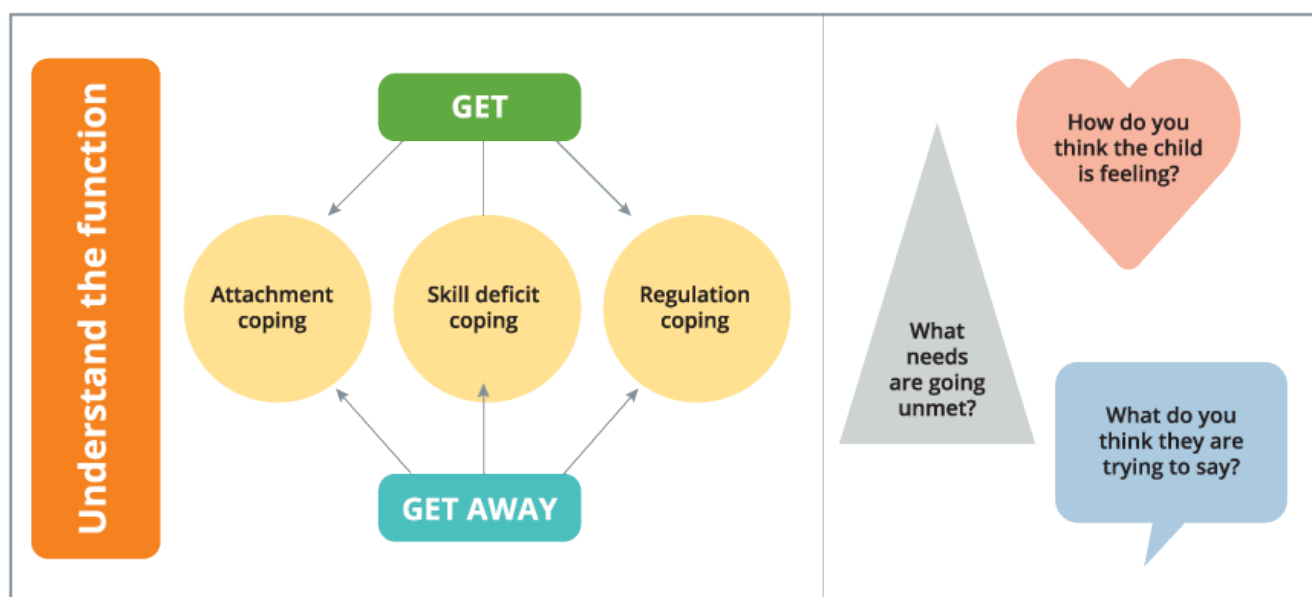 Understand the function
GET
Attachment
coping
Skill deficit
coping
Regulation
coping
GET AWAY
How do you
think the child
is feeling?
What
needs
are going
unmet?
What do you
think they are
trying to say?